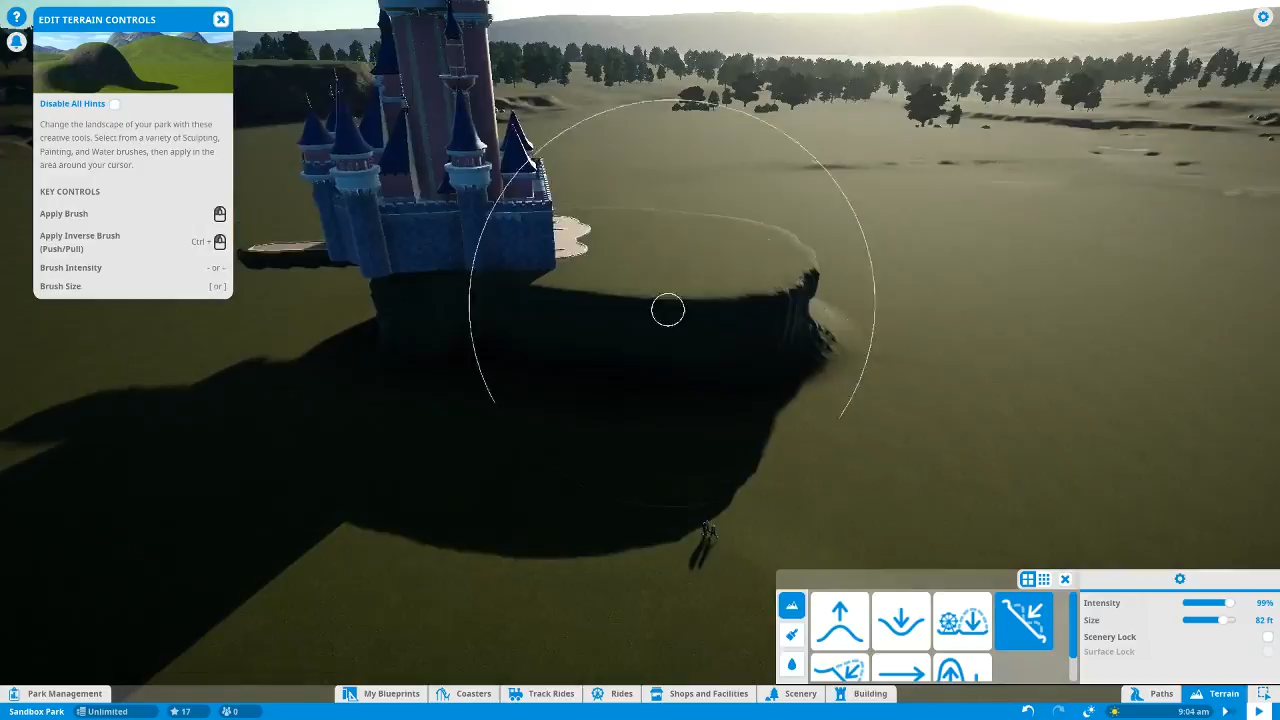 EDIT TERRAIN CONTROLS
Disable All Hints
Change the landscape of your park with these
creative tools. Select from a variety of Sculpting,
Painting, and Water brushes, then apply in the
area around your cursor.
KEY CONTROLS
Apply Brush
Apply Inverse Brush
(Push/Pull)
Ctrl +
Brush Intensity
- or -
Brush Size
[ or ]
Intensity
99%
Size
82 ft
Scenery Lock
Surface Lock
Park Management
My Blueprints
Coasters
Track Rides
Rides
Shops and Facilities
Scenery
Building
Paths
Terrain
Sandbox Park
Unlimited
17
0
9:04 am